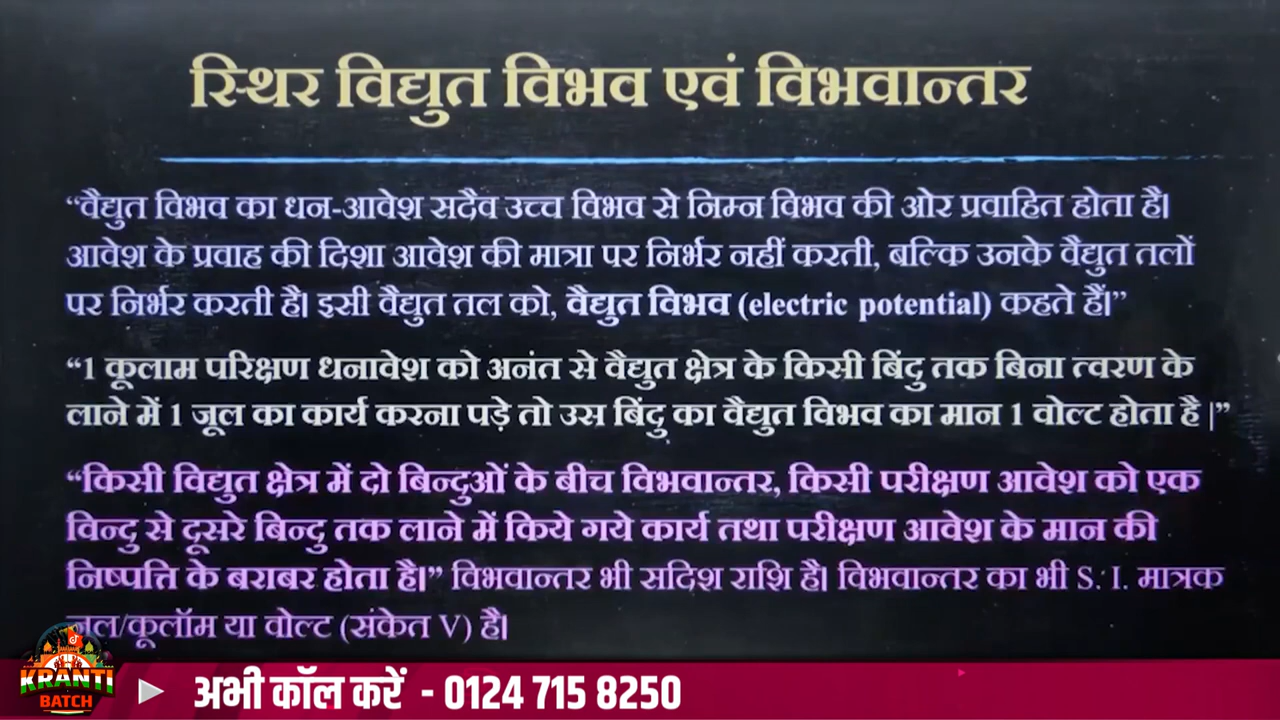 स्थिर विद्युत विभव एवं विभवान्तर
“वैद्युत विभव का धन-आवेश सदैव उच्च विभव से निम्न विभव की ओर प्रवाहित होता है।
आवेश के प्रवाह की दिशा आवेश की मात्रा पर निर्भर नहीं करती, बल्कि उनके वैद्युत तलों
पर निर्भर करती है। इसी वैद्युत तल को, वैद्युत विभव (electric potential) कहते हैं।”
“1 कूलाम परिक्षण धनावेश को अनंत से वैद्युत क्षेत्र के किसी बिंदु तक बिना त्वरण के
लाने में 1 जूल का कार्य करना पड़े तो उस बिंदु का वैद्युत विभव का मान 1 वोल्ट होता है |”
“किसी विद्युत क्षेत्र में दो बिन्दुओं के बीच विभवान्तर, किसी परीक्षण आवेश को एक
विन्दु से दूसरे बिन्दु तक लाने में किये गये कार्य तथा परीक्षण आवेश के मान की
निष्पत्ति के बराबर होता है।” विभवान्तर भी सदिश राशि है। विभवान्तर का भी S. I. मात्रक
जूल/कूलॉम या वोल्ट (संकेत V) है।
KRANTI
BATCH
अभी कॉल करें - 0124 715 8250